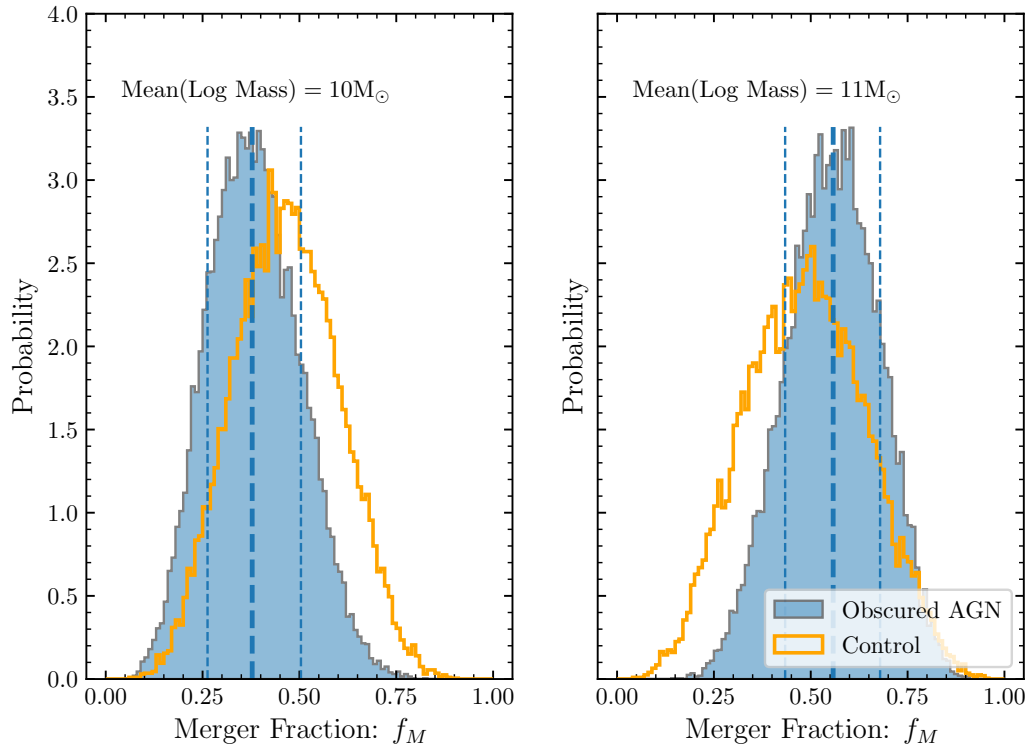 4.0
3.5
3.0
2.5
2.0
1.5
1.0
0.5
0.0
Probability
Mean(Log Mass) = 10M☉
0.00 0.25 0.50 0.75 1.00
Merger Fraction: f_M
Probability
Mean(Log Mass) = 11M☉
Obscured AGN
Control
0.00 0.25 0.50 0.75 1.00
Merger Fraction: f_M